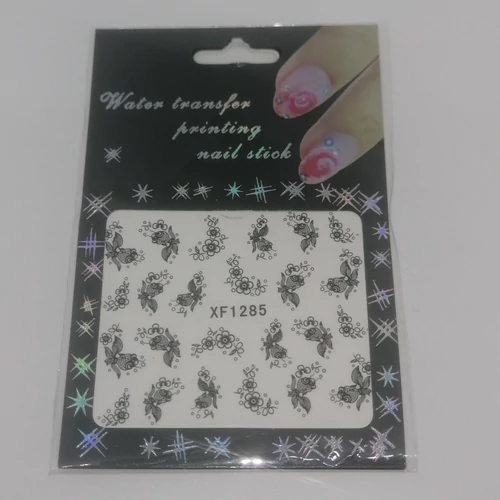 Water transfer
printing
nail stick
XF1285